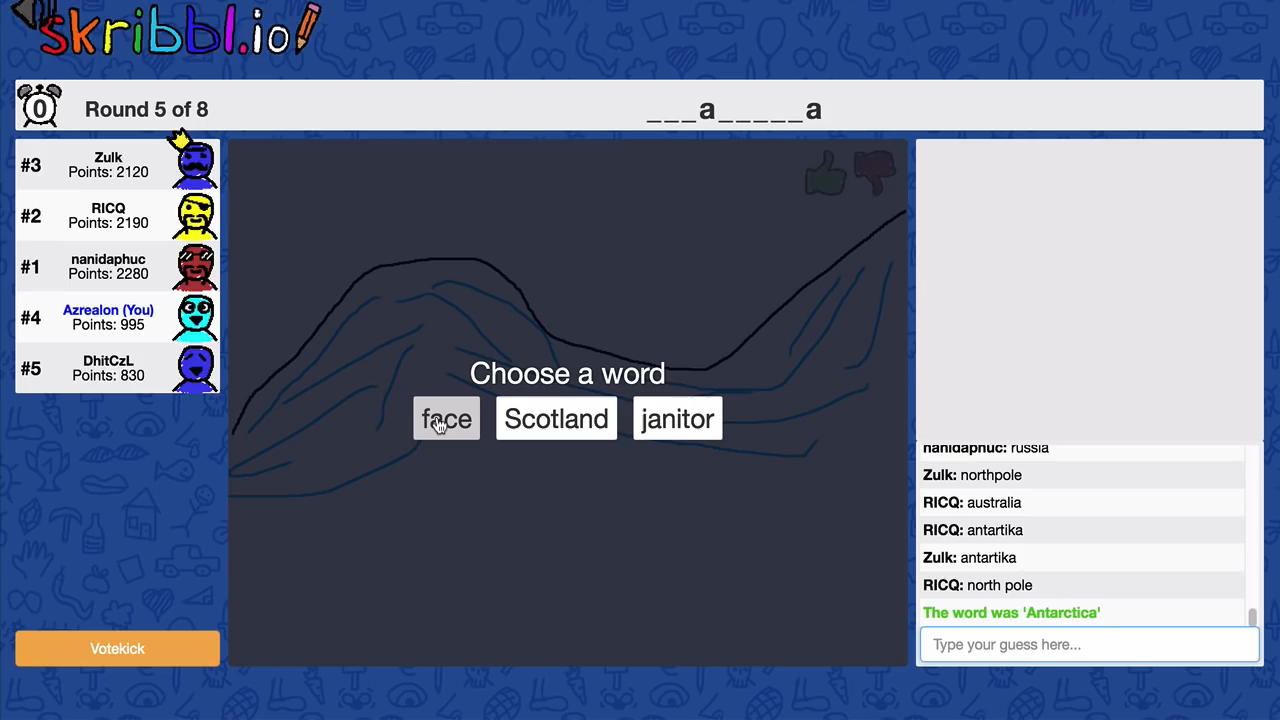 skribbl.io
0
Round 5 of 8
___a_____a
#3
Zulk
Points: 2120
#2
RICQ
Points: 2190
#1
nanidaphuc
Points: 2280
#4
Azrealon (You)
Points: 995
#5
DhitCzL
Points: 830
Choose a word
face
Scotland
janitor
nanidaphuc: russia
Zulk: northpole
RICQ: australia
RICQ: antartika
Zulk: antartika
RICQ: north pole
The word was 'Antarctica'
Type your guess here...
Votekick